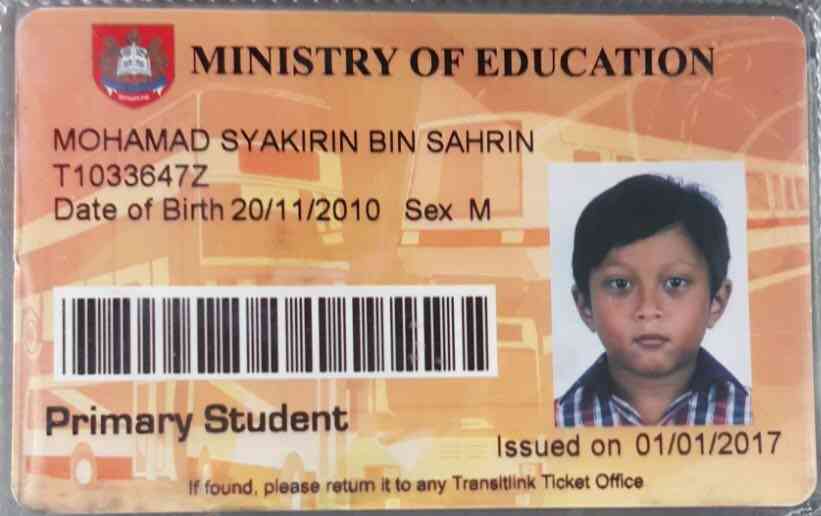 MINISTRY OF EDUCATION
MOHAMAD SYAKIRIN BIN SAHRIN
T1033647Z
Date of Birth 20/11/2010 Sex M
Primary Student
Issued on 01/01/2017
If found, please return it to any Transitlink Ticket Office